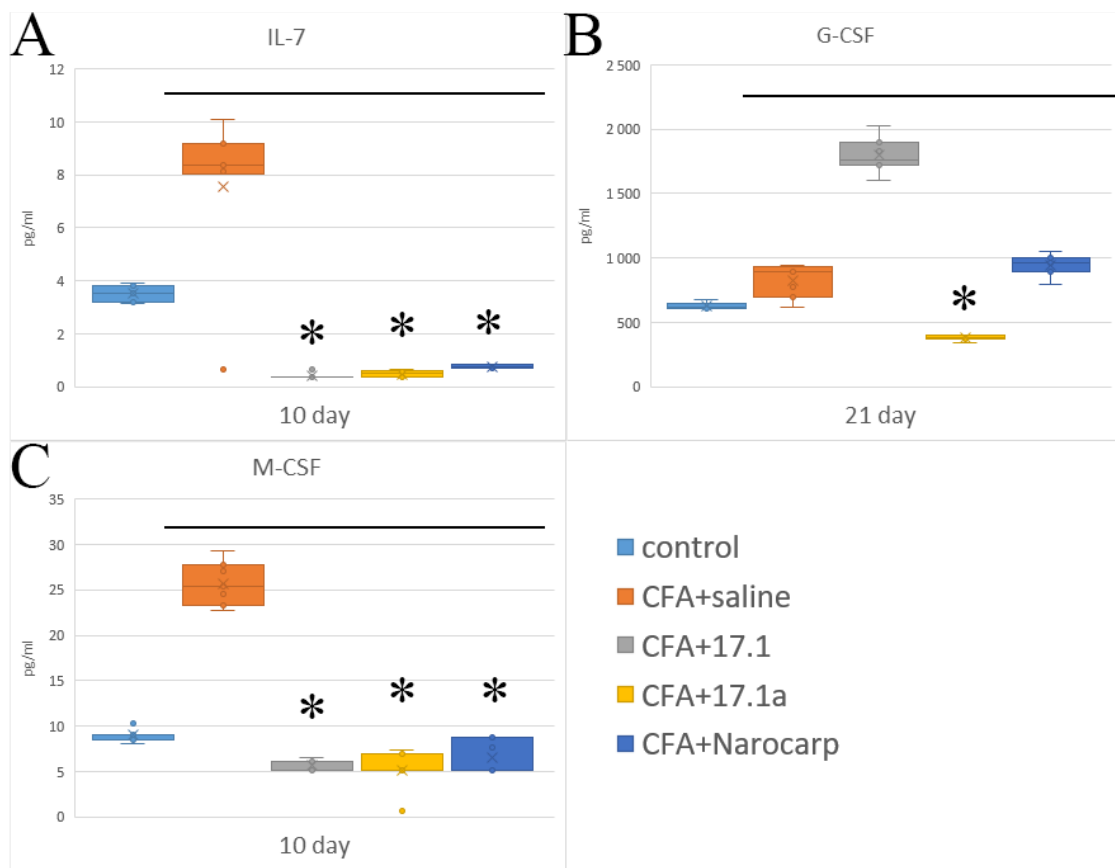 A
IL-7
12
10
8
6
4
2
0
pg/ml
* * *
10 day
B
G-CSF
2 500
2 000
1 500
1 000
500
0
pg/ml
*
21 day
C
M-CSF
35
30
25
20
15
10
5
0
pg/ml
* * *
10 day
control
CFA+saline
CFA+17.1
CFA+17.1a
CFA+Narocarp